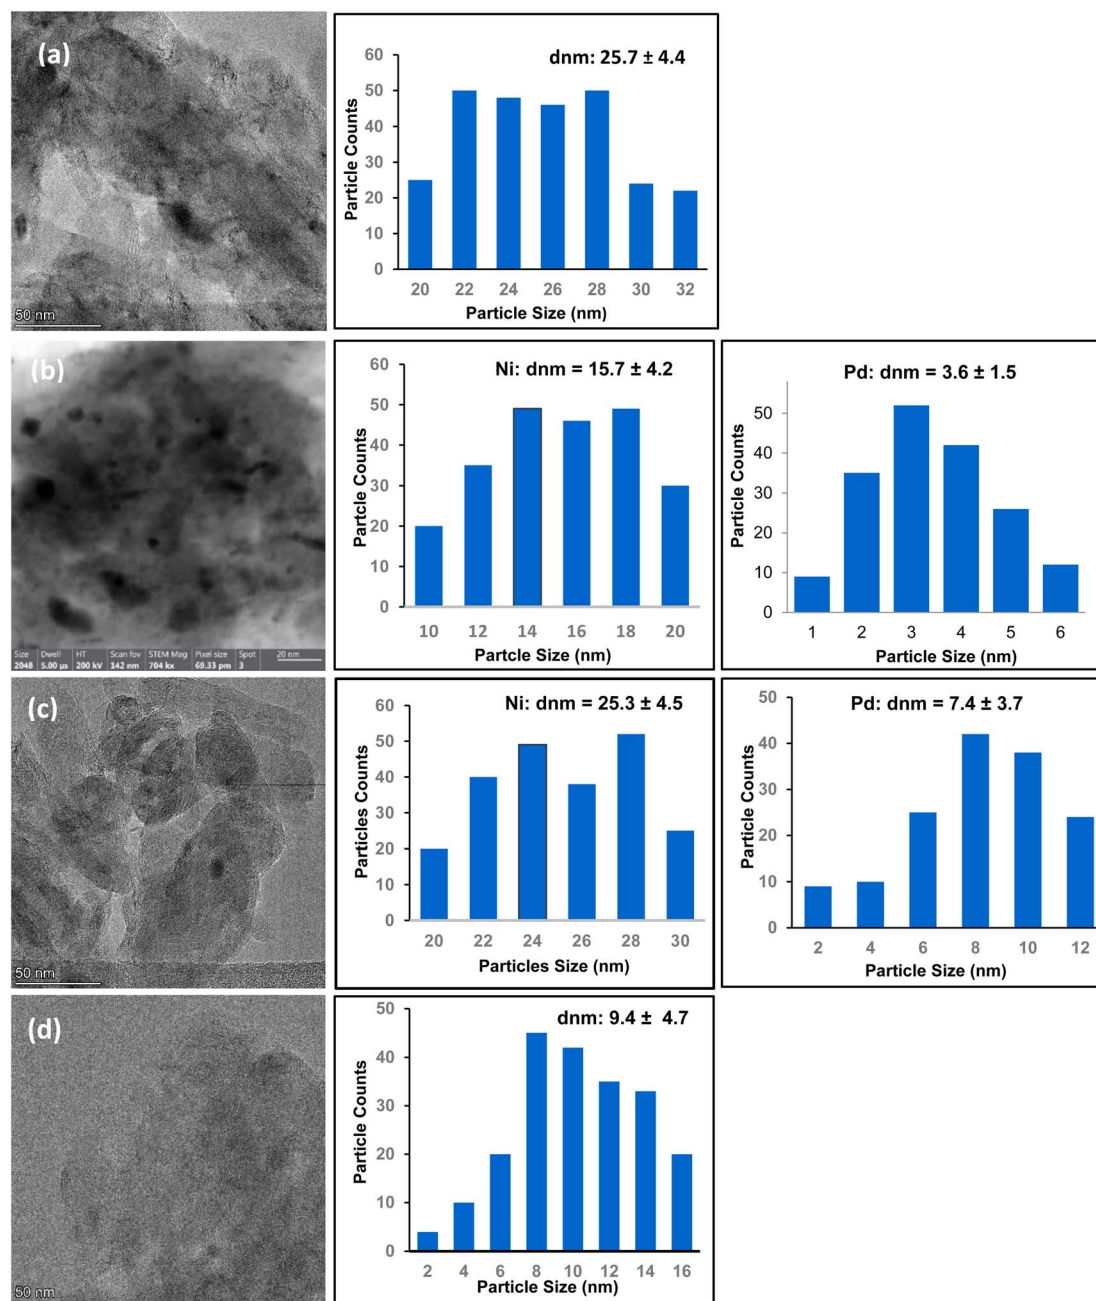 (a)
50 nm
dnm: 25.7 ± 4.4
Particle Counts
60
50
40
30
20
10
0
20 22 24 26 28 30 32
Particle Size (nm)
(b)
Size Dwell HT Scan fov STEM Mag Pixel size Spot 20 nm
2048 5.00 µs 200 kV 142 nm 704 kx 69.33 pm 3
Ni: dnm = 15.7 ± 4.2
Partcle Counts
60
50
40
30
20
10
0
10 12 14 16 18 20
Partcle Size (nm)
Pd: dnm = 3.6 ± 1.5
Particle Counts
50
40
30
20
10
0
1 2 3 4 5 6
Particle Size (nm)
(c)
50 nm
Ni: dnm = 25.3 ± 4.5
Particles Counts
60
50
40
30
20
10
0
20 22 24 26 28 30
Particles Size (nm)
Pd: dnm = 7.4 ± 3.7
Particle Counts
50
40
30
20
10
0
2 4 6 8 10 12
Particle Size (nm)
(d)
50 nm
dnm: 9.4 ± 4.7
Particle Counts
50
40
30
20
10
0
2 4 6 8 10 12 14 16
Particle Size (nm)